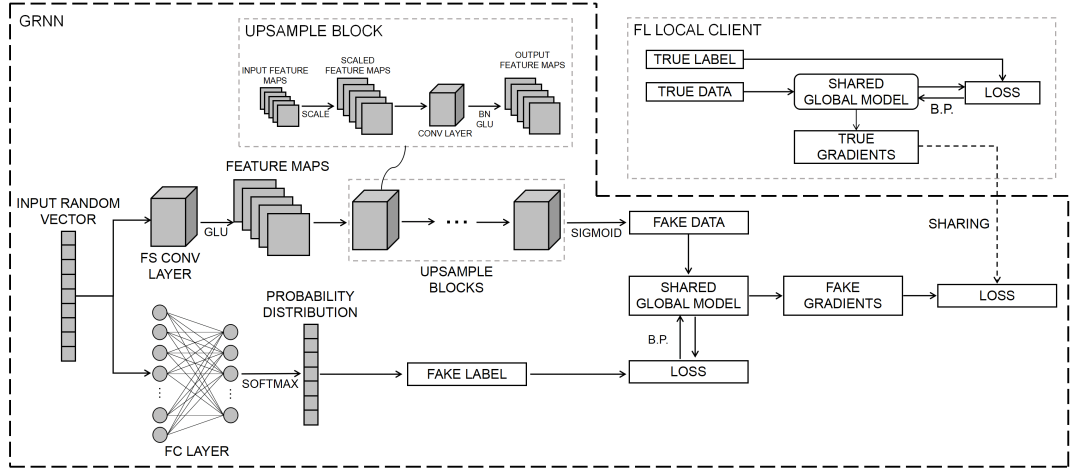 GRNN
UPSAMPLE BLOCK
INPUT FEATURE
MAPS
SCALE
SCALED
FEATURE MAPS
CONV LAYER
BN
GLU
OUTPUT
FEATURE MAPS
FL LOCAL CLIENT
TRUE LABEL
TRUE DATA
SHARED
GLOBAL MODEL
B.P.
LOSS
TRUE
GRADIENTS
SHARING
INPUT RANDOM
VECTOR
FS CONV
LAYER
GLU
FEATURE MAPS
UPSAMPLE
BLOCKS
SIGMOID
FAKE DATA
SHARED
GLOBAL MODEL
FAKE
GRADIENTS
LOSS
B.P.
LOSS
FC LAYER
SOFTMAX
PROBABILITY
DISTRIBUTION
FAKE LABEL